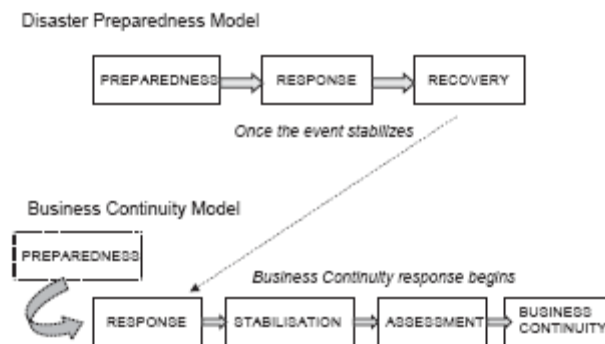 Disaster Preparedness Model
PREPAREDNESS
RESPONSE
RECOVERY
Once the event stabilizes
Business Continuity Model
PREPAREDNESS
Business Continuity response begins
RESPONSE
STABILISATION
ASSESSMENT
BUSINESS
CONTINUITY